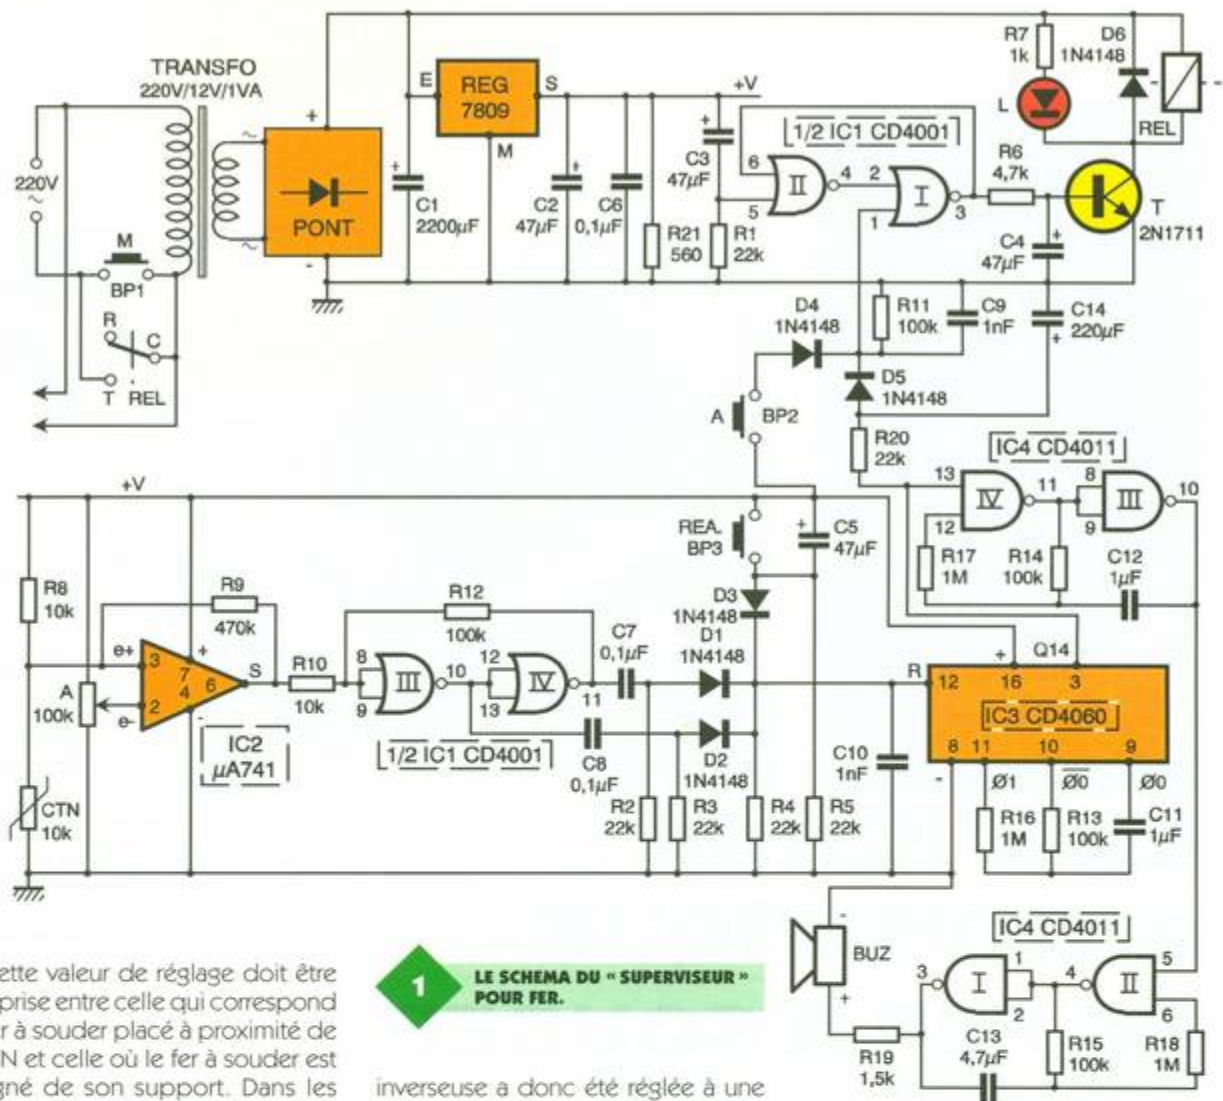 TRANSFO
220V/12V/1VA
220V
~
M
BP1
R
C
T REL
~
~
+
PONT
-
E
REG
7809
S
M
+
C1
2200µF
+
C2
47µF
C6
0,1µF
R21
560
+
C3
47µF
R1
22k
+V
1/2 IC1 CD4001
6
5
II
4
2
1
I
3
R6
4,7k
R7
1k
L
D6
1N4148
REL
T
2N1711
+
C4
47µF
D4
1N4148
R11
100k
C9
1nF
C14
220µF
+
D5
1N4148
A
BP2
R20
22k
IC4 CD4011
13
12
IV
11
8
9
III
10
R17
1M
R14
100k
C12
1µF
+V
R8
10k
R9
470k
R12
100k
REA.
BP3
+
C5
47µF
D3
1N4148
D1
1N4148
C7
0,1µF
e+
3
7
+
4
6
S
2
e-
-
A
100k
IC2
µA741
R10
10k
8
9
III
10
12
13
IV
11
1/2 IC1 CD4001
C8
0,1µF
D2
1N4148
CTN
10k
R2
22k
R3
22k
R4
22k
R5
22k
C10
1nF
R
12
+
16
Q14
3
IC3 CD4060
8
11
10
9
-
Ø1
Ø0
Ø0
R16
1M
R13
100k
C11
1µF
-
BUZ
+
IC4 CD4011
3
I
1
2
4
II
5
6
R19
1,5k
C13
4,7µF
R15
100k
R18
1M
1
LE SCHEMA DU « SUPERVISEUR »
POUR FER.
ette valeur de réglage doit être
prise entre celle qui correspond
r à souder placé à proximité de
N et celle où le fer à souder est
gné de son support. Dans les
inverseuse a donc été réglée à une